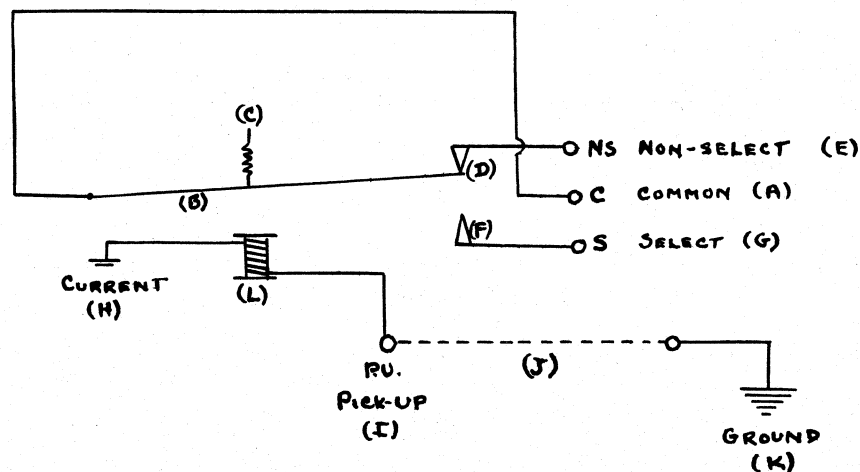 (C)
NS NON-SELECT (E)
(D)
C COMMON (A)
(B)
(F)
S SELECT (G)
CURRENT
(H)
(L)
(J)
P.U.
PICK-UP
(I)
GROUND
(K)